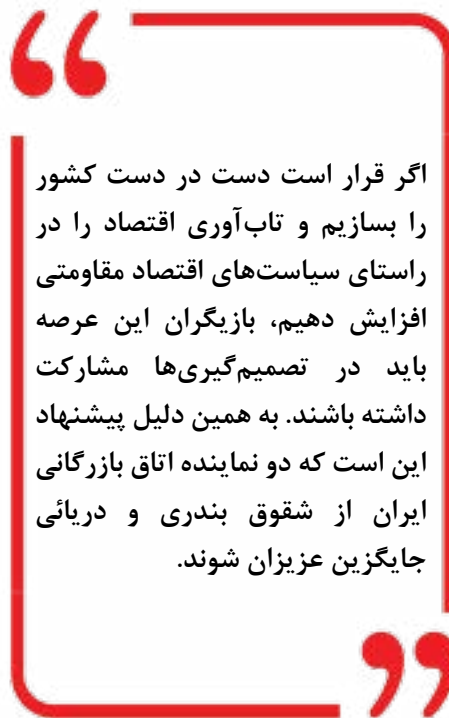 اگر قرار است دست در دست کشور
را بسازیم و تاب‌آوری اقتصاد را در
راستای سیاست‌های اقتصاد مقاومتی
افزایش دهیم، بازیگران این عرصه
باید در تصمیم‌گیری‌ها مشارکت
داشته باشند. به همین دلیل پیشنهاد
این است که دو نماینده اتاق بازرگانی
ایران از شقوق بندری و دریائی
جایگزین عزیزان شوند.